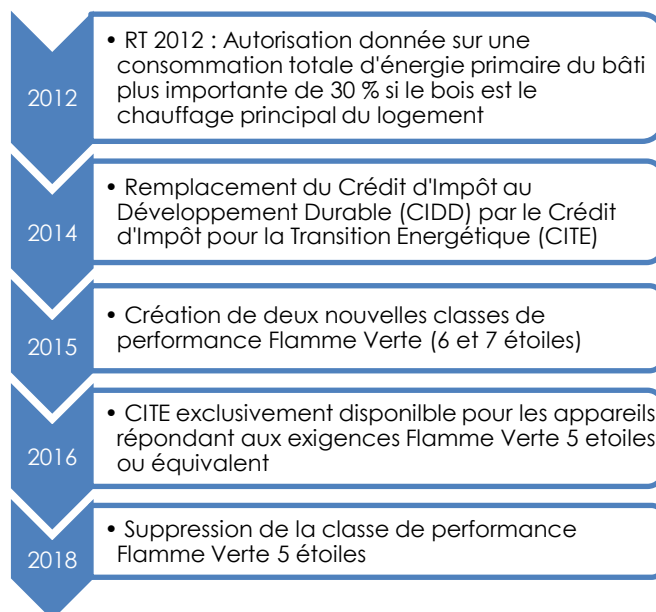 2012
• RT 2012 : Autorisation donnée sur une
consommation totale d'énergie primaire du bâti
plus importante de 30 % si le bois est le
chauffage principal du logement
2014
• Remplacement du Crédit d'Impôt au
Développement Durable (CIDD) par le Crédit
d'Impôt pour la Transition Energétique (CITE)
2015
• Création de deux nouvelles classes de
performance Flamme Verte (6 et 7 étoiles)
2016
• CITE exclusivement disponilble pour les appareils
répondant aux exigences Flamme Verte 5 etoiles
ou équivalent
2018
• Suppression de la classe de performance
Flamme Verte 5 étoiles